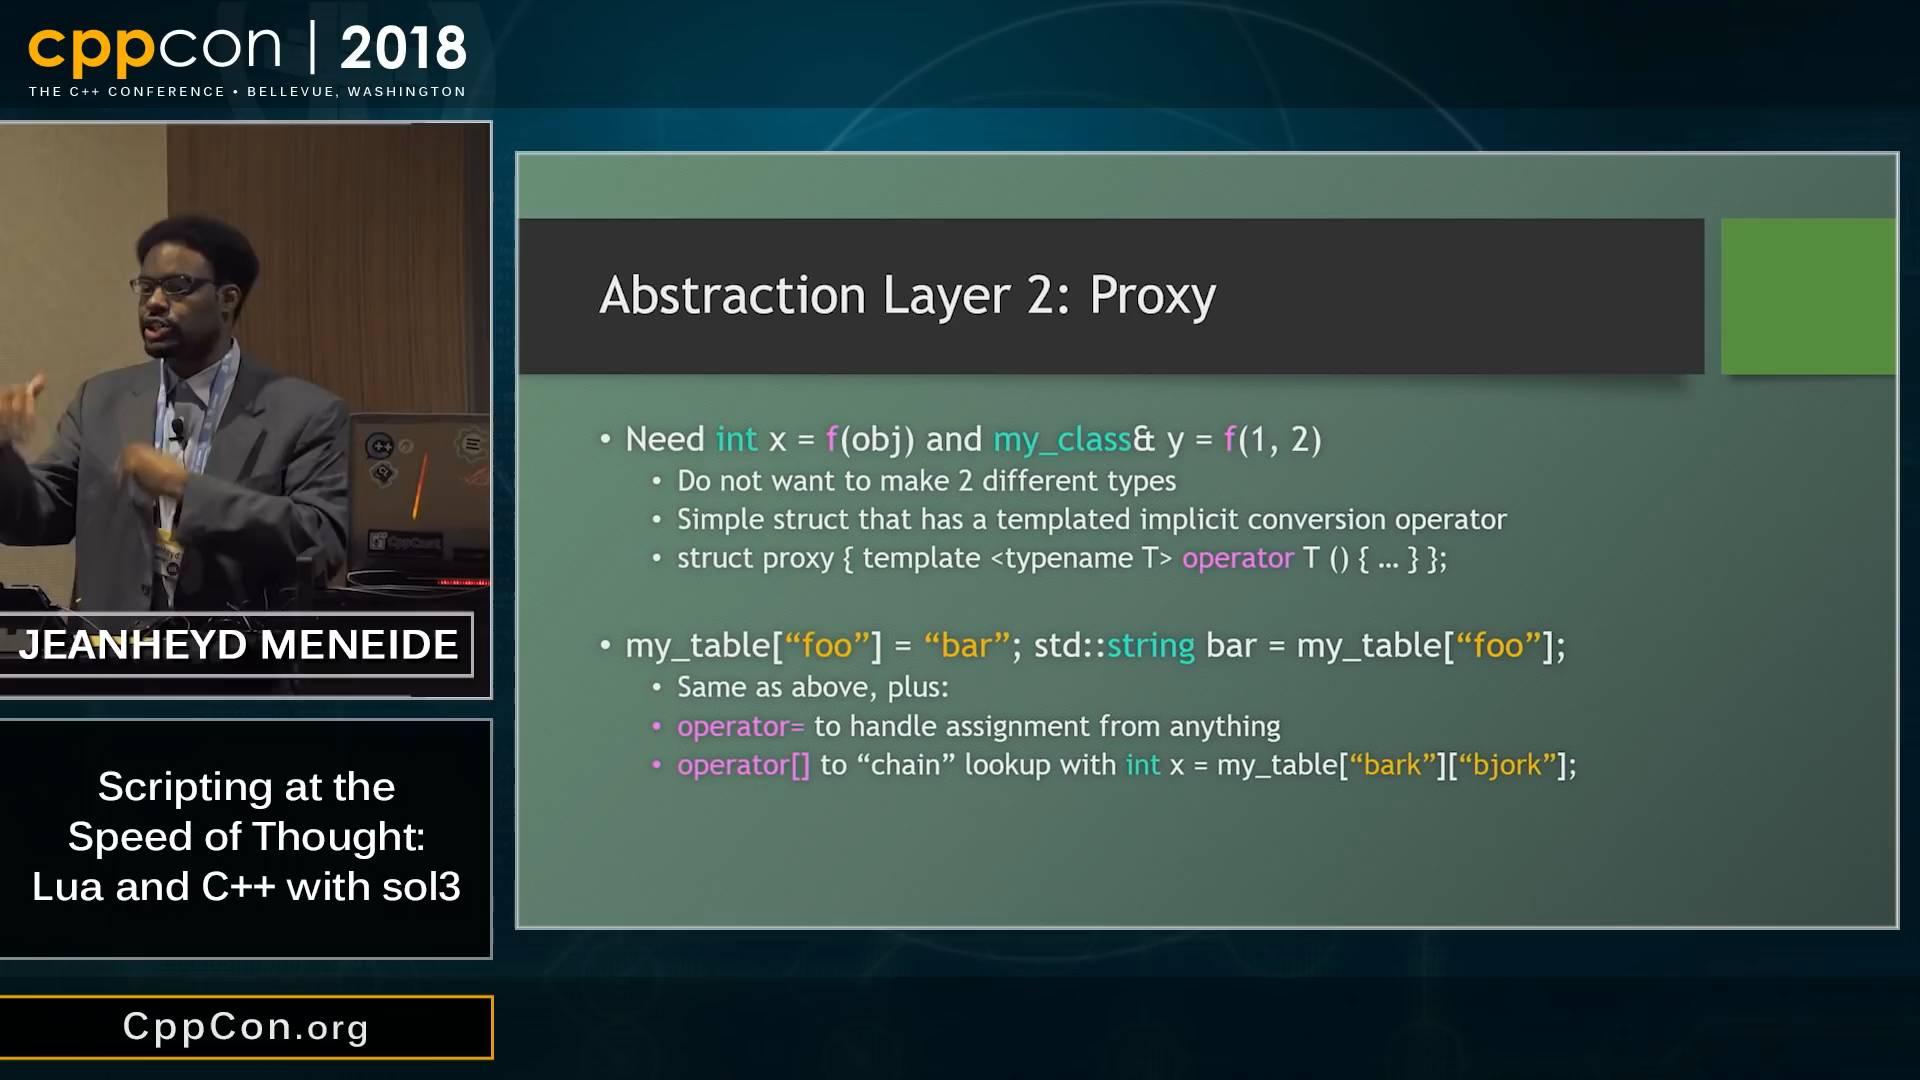 cppcon | 2018
THE C++ CONFERENCE • BELLEVUE, WASHINGTON
JEANHEYD MENEIDE
Scripting at the
Speed of Thought:
Lua and C++ with sol3
CppCon.org
Abstraction Layer 2: Proxy
• Need int x = f(obj) and my_class& y = f(1, 2)
• Do not want to make 2 different types
• Simple struct that has a templated implicit conversion operator
• struct proxy { template <typename T> operator T () { … } };
• my_table[“foo”] = “bar”; std::string bar = my_table[“foo”];
• Same as above, plus:
• operator= to handle assignment from anything
• operator[] to “chain” lookup with int x = my_table[“bark”][“bjork”];